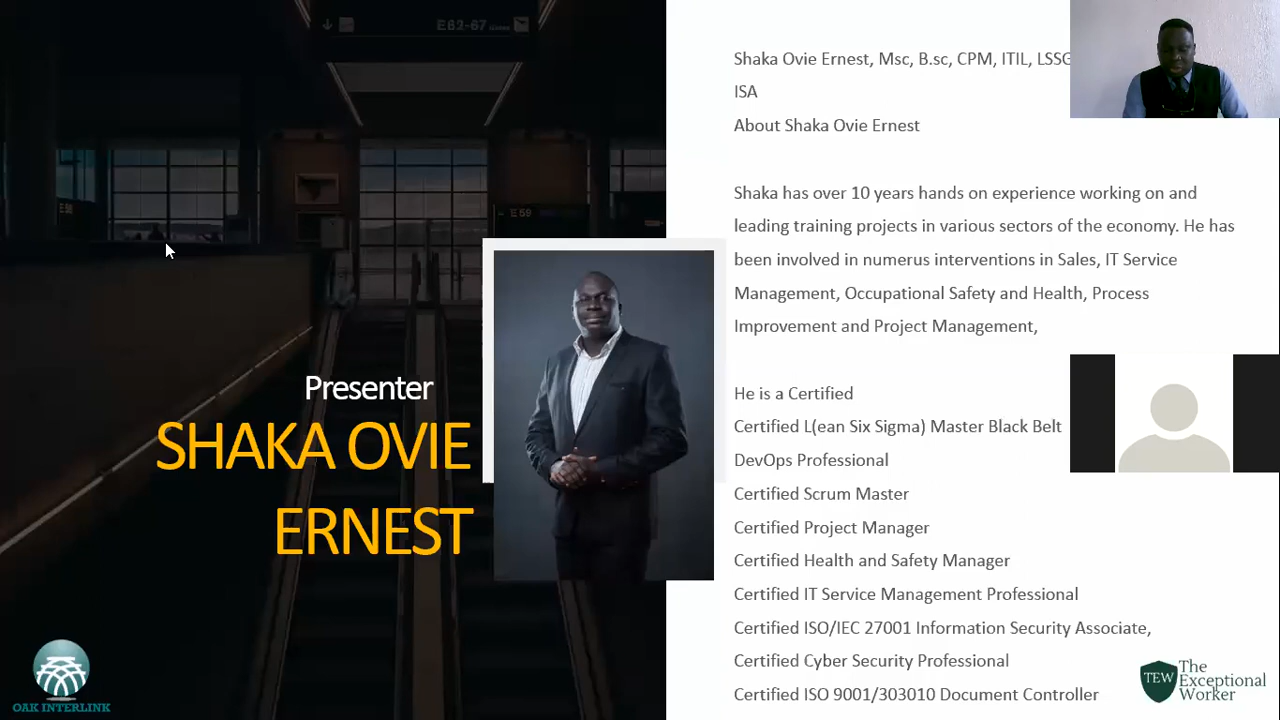 E62-67
E59
Presenter
SHAKA OVIE
ERNEST
OAK INTERLINK
Shaka Ovie Ernest, Msc, B.sc, CPM, ITIL, LSSG
ISA
About Shaka Ovie Ernest
Shaka has over 10 years hands on experience working on and
leading training projects in various sectors of the economy. He has
been involved in numerus interventions in Sales, IT Service
Management, Occupational Safety and Health, Process
Improvement and Project Management,
He is a Certified
Certified L(ean Six Sigma) Master Black Belt
DevOps Professional
Certified Scrum Master
Certified Project Manager
Certified Health and Safety Manager
Certified IT Service Management Professional
Certified ISO/IEC 27001 Information Security Associate,
Certified Cyber Security Professional
Certified ISO 9001/303010 Document Controller
TEW
The
Exceptional
Worker